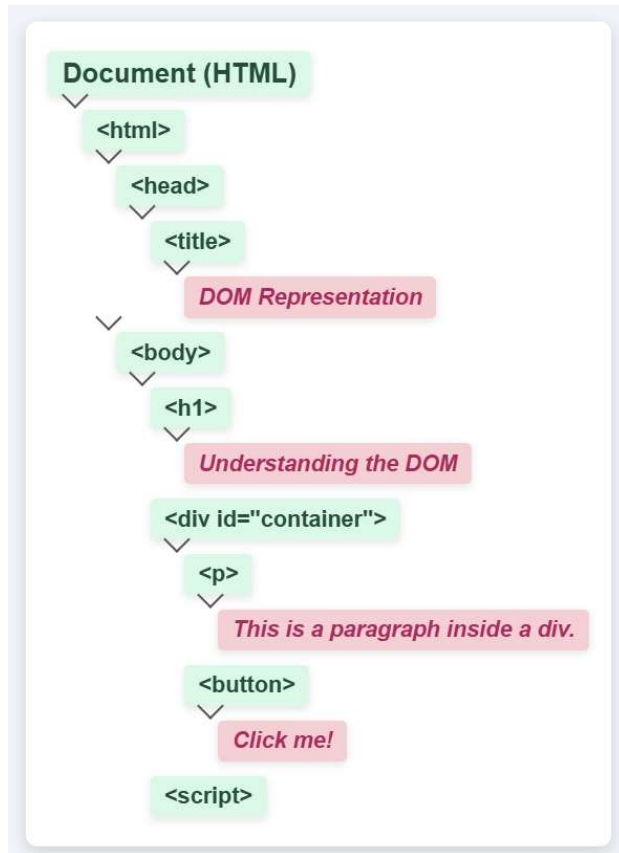 Document (HTML)
<html>
<head>
<title>
DOM Representation
<body>
<h1>
Understanding the DOM
<div id="container">
<p>
This is a paragraph inside a div.
<button>
Click me!
<script>